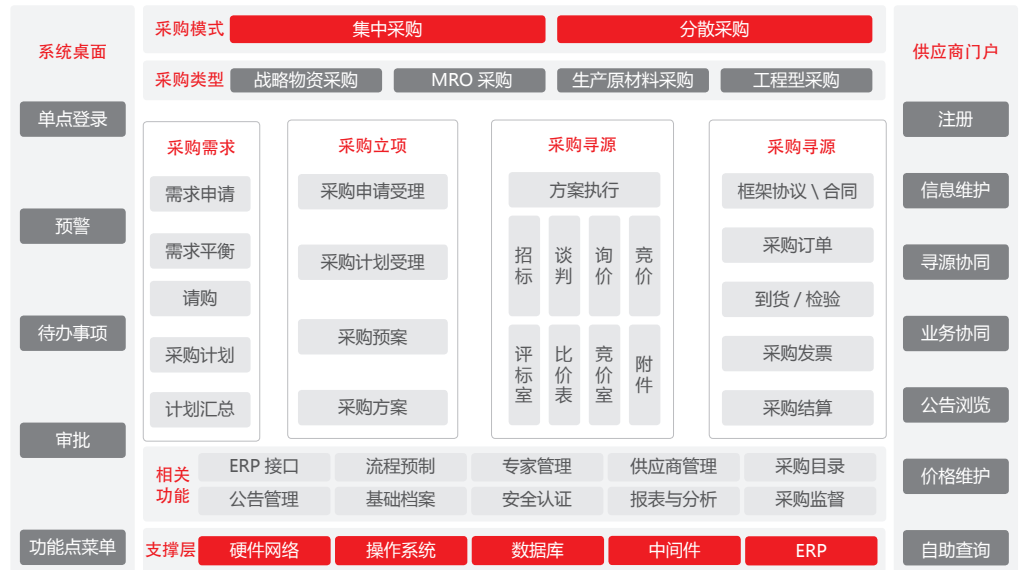 系统桌面
单点登录
预警
待办事项
审批
功能点菜单
采购模式
集中采购
分散采购
采购类型
战略物资采购
MRO 采购
生产原材料采购
工程型采购
采购需求
需求申请
需求平衡
请购
采购计划
计划汇总
采购立项
采购申请受理
采购计划受理
采购预案
采购方案
采购寻源
方案执行
招标
谈判
询价
竞价
评标室
比价表
竞价室
附件
采购寻源
框架协议 \ 合同
采购订单
到货 / 检验
采购发票
采购结算
相关
功能
ERP 接口
流程预制
专家管理
供应商管理
采购目录
公告管理
基础档案
安全认证
报表与分析
采购监督
支撑层
硬件网络
操作系统
数据库
中间件
ERP
供应商门户
注册
信息维护
寻源协同
业务协同
公告浏览
价格维护
自助查询